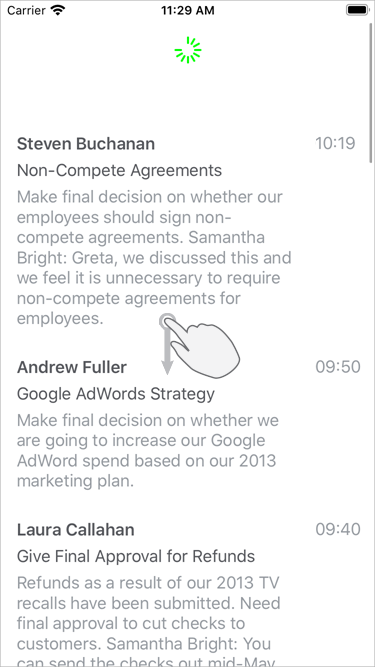 Carrier 11:29 AM
Steven Buchanan 10:19
Non-Compete Agreements
Make final decision on whether our
employees should sign non-
compete agreements. Samantha
Bright: Greta, we discussed this and
we feel it is unnecessary to require
non-compete agreements for
employees.
Andrew Fuller 09:50
Google AdWords Strategy
Make final decision on whether we
are going to increase our Google
AdWord spend based on our 2013
marketing plan.
Laura Callahan 09:40
Give Final Approval for Refunds
Refunds as a result of our 2013 TV
recalls have been submitted. Need
final approval to cut checks to
customers. Samantha Bright: You
can send the checks out mid-May